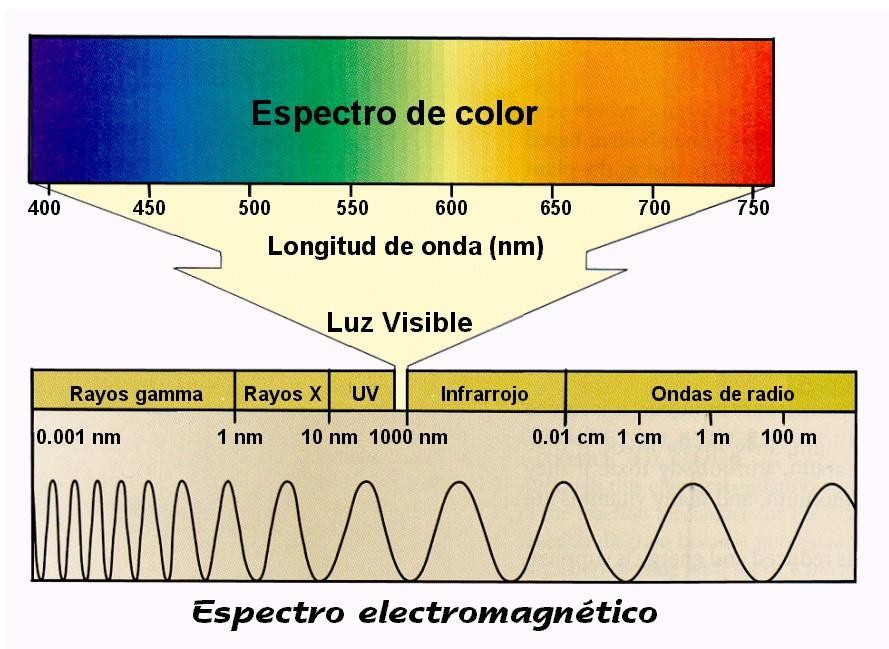 Espectro de color
400 450 500 550 600 650 700 750
Longitud de onda (nm)
Luz Visible
Rayos gamma Rayos X UV Infrarrojo Ondas de radio
0.001 nm 1 nm 10 nm 1000 nm 0.01 cm 1 cm 1 m 100 m
Espectro electromagnético